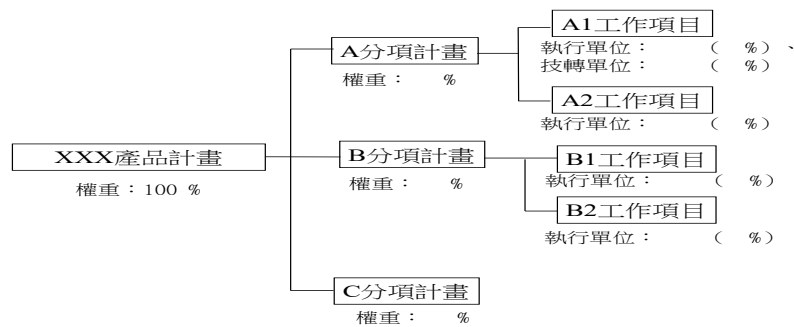 A1工作項目
A分項計畫
執行單位： （ %）、
權重： %
技轉單位： （ %）
A2工作項目
執行單位： （ %）
XXX產品計畫
權重：100 %
B分項計畫
權重： %
B1工作項目
執行單位： （ %）
B2工作項目
執行單位： （ %）
C分項計畫
權重： %